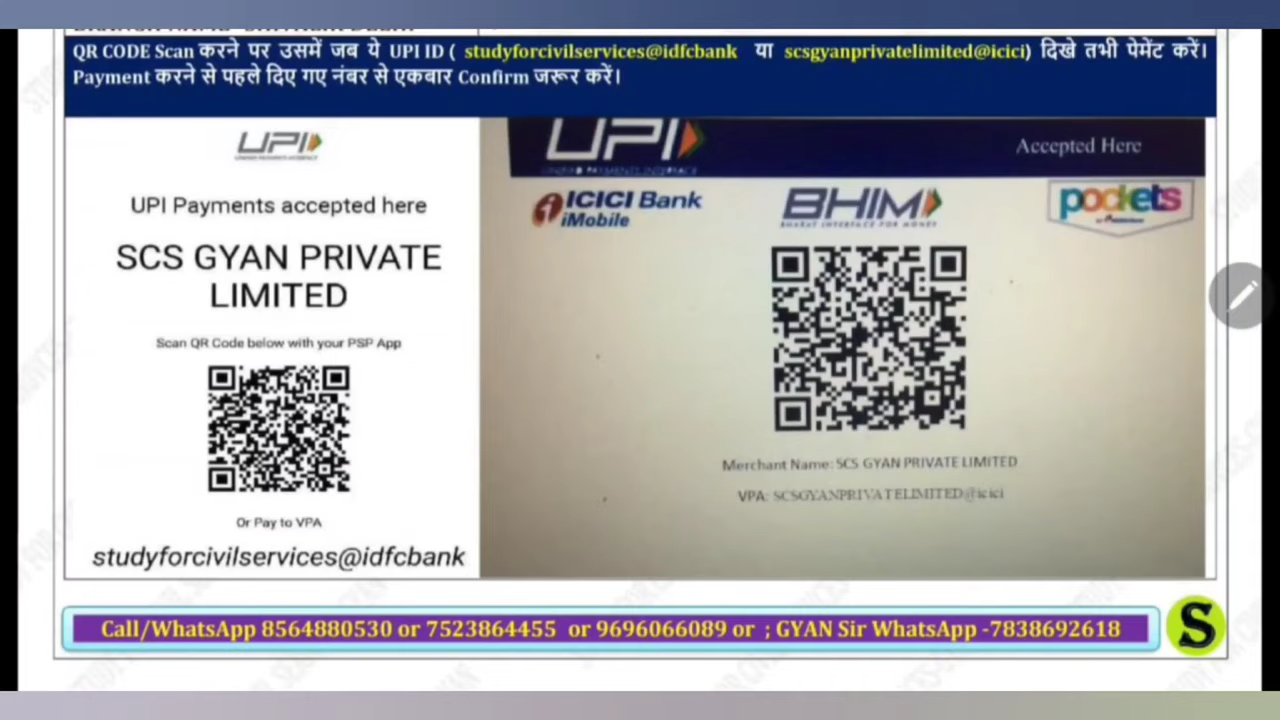 QR CODE Scan करने पर उसमें जब ये UPI ID ( studyforcivilservices@idfcbank या scsgyanprivatelimited@icici) दिखे तभी पेमेंट करें।
Payment करने से पहले दिए गए नंबर से एकबार Confirm जरूर करें।
UPI
UPI Payments accepted here
SCS GYAN PRIVATE
LIMITED
Scan QR Code below with your PSP App
Or Pay to VPA
studyforcivilservices@idfcbank
UPI
Accepted Here
ICICI Bank
iMobile
BHIM
BHARAT INTERFACE FOR MONEY
pockets
Merchant Name: SCS GYAN PRIVATE LIMITED
VPA: SCSGYANPRIVATELIMITED@icici
Call/WhatsApp 8564880530 or 7523864455 or 9696066089 or ; GYAN Sir WhatsApp -7838692618
S